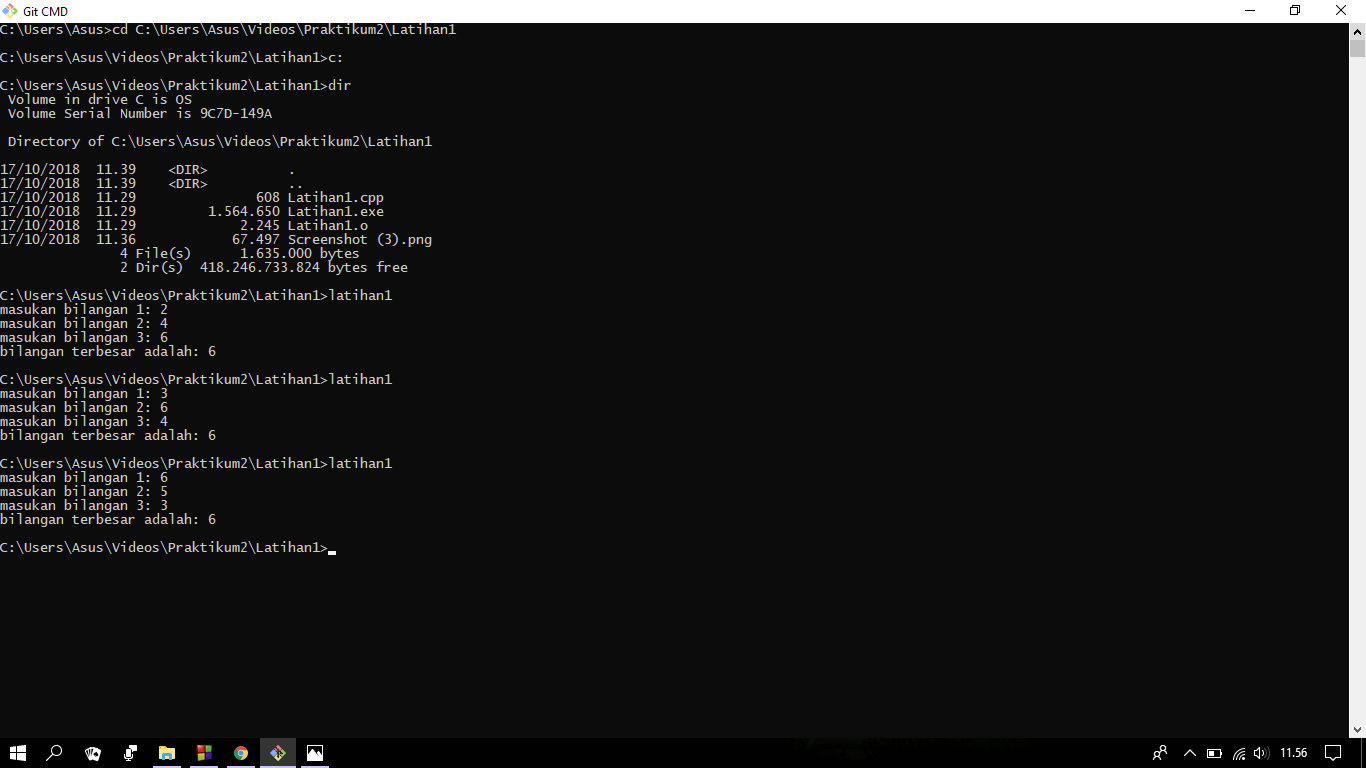 Git CMD
C:\Users\Asus>cd C:\Users\Asus\Videos\Praktikum2\Latihan1
C:\Users\Asus\Videos\Praktikum2\Latihan1>c:
C:\Users\Asus\Videos\Praktikum2\Latihan1>dir
Volume in drive C is OS
Volume Serial Number is 9C7D-149A
Directory of C:\Users\Asus\Videos\Praktikum2\Latihan1
17/10/2018  11.39    <DIR>          .
17/10/2018  11.39    <DIR>          ..
17/10/2018  11.29               608 Latihan1.cpp
17/10/2018  11.29         1.564.650 Latihan1.exe
17/10/2018  11.29             2.245 Latihan1.o
17/10/2018  11.36            67.497 Screenshot (3).png
4 File(s)      1.635.000 bytes
2 Dir(s)  418.246.733.824 bytes free
C:\Users\Asus\Videos\Praktikum2\Latihan1>latihan1
masukan bilangan 1: 2
masukan bilangan 2: 4
masukan bilangan 3: 6
bilangan terbesar adalah: 6
C:\Users\Asus\Videos\Praktikum2\Latihan1>latihan1
masukan bilangan 1: 3
masukan bilangan 2: 6
masukan bilangan 3: 4
bilangan terbesar adalah: 6
C:\Users\Asus\Videos\Praktikum2\Latihan1>latihan1
masukan bilangan 1: 6
masukan bilangan 2: 5
masukan bilangan 3: 3
bilangan terbesar adalah: 6
C:\Users\Asus\Videos\Praktikum2\Latihan1>
11.56